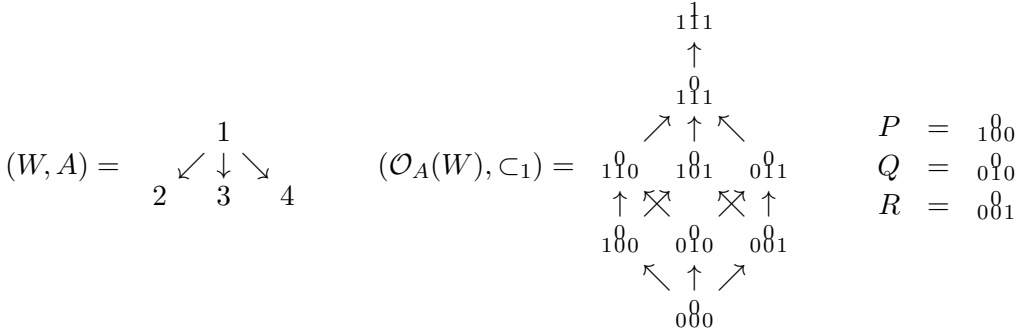 1
111
↑
0
111
1 ↗ ↑ ↖ P = 0 100
(W, A) = ↙ ↓ ↘ (𝒪_A(W), ⊂₁) = 0 110 0 101 0 011 Q = 0 010
2 3 4 ↑ ⤨ ⤨ ↑ R = 0 001
0 100 0 010 0 001
↖ ↑ ↗
0
000